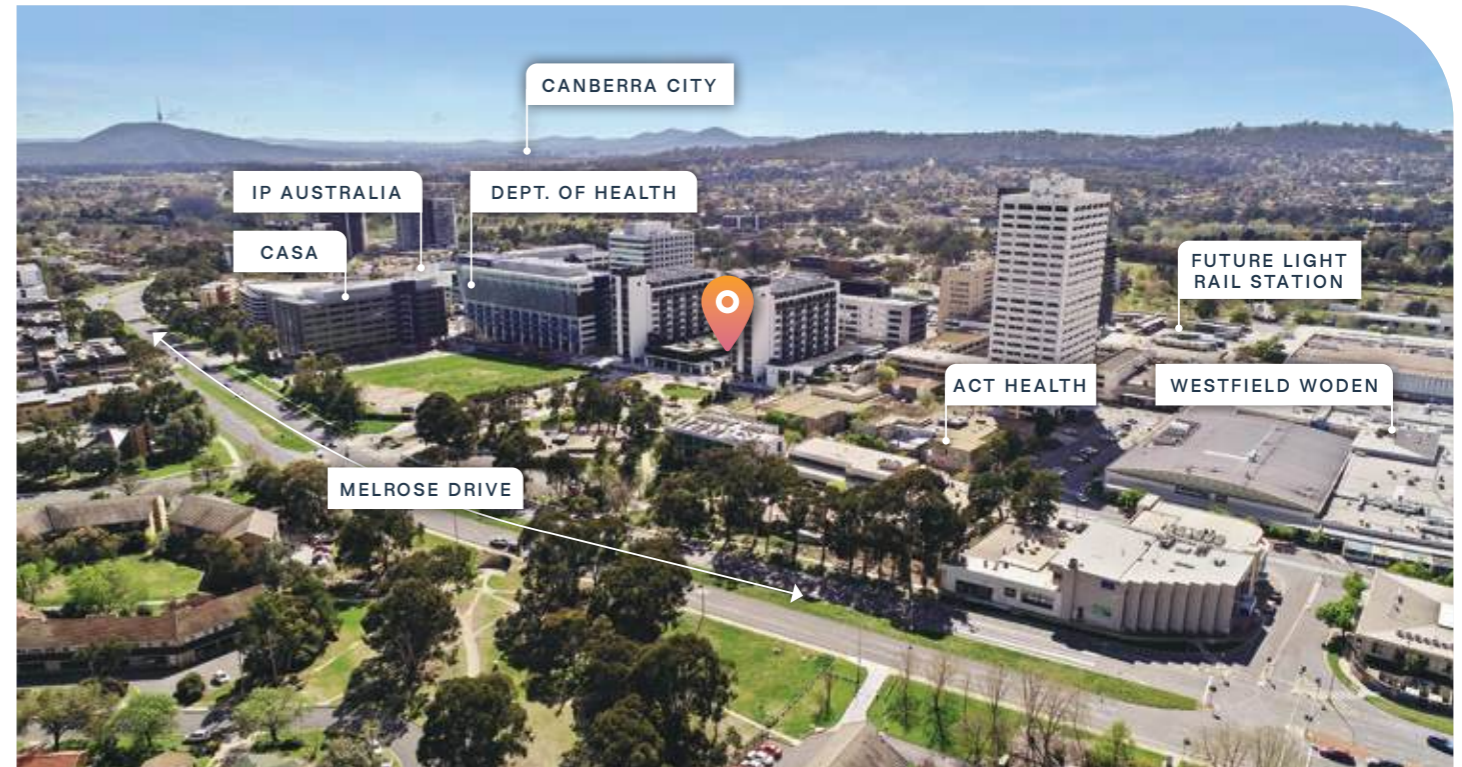 CANBERRA CITY
IP AUSTRALIA
DEPT. OF HEALTH
CASA
FUTURE LIGHT
RAIL STATION
ACT HEALTH
WESTFIELD WODEN
MELROSE DRIVE